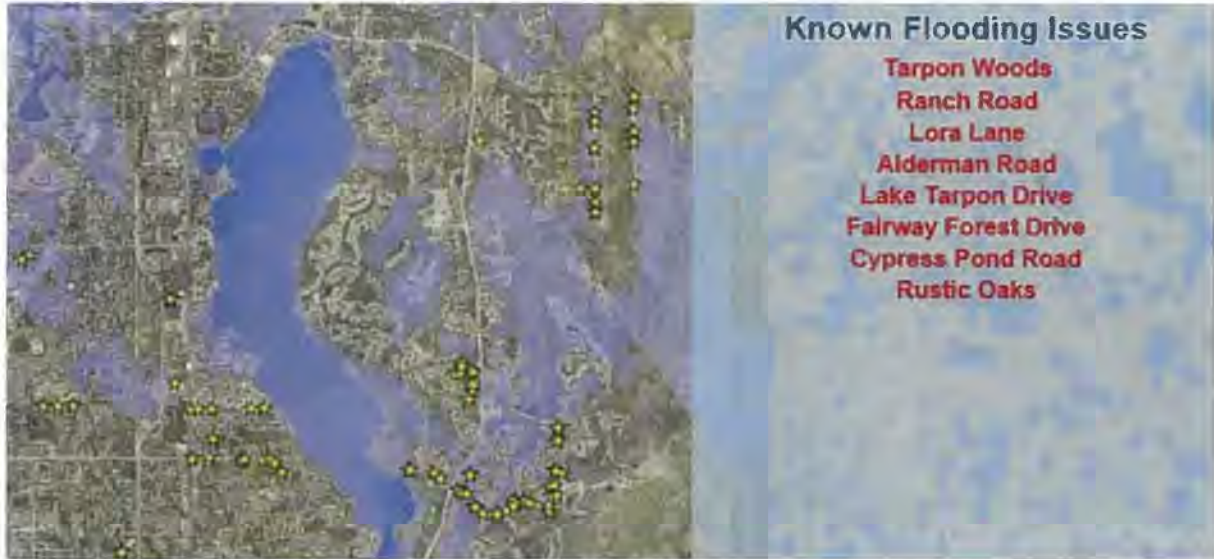 Known Flooding Issues
Tarpon Woods
Ranch Road
Lora Lane
Alderman Road
Lake Tarpon Drive
Fairway Forest Drive
Cypress Pond Road
Rustic Oaks